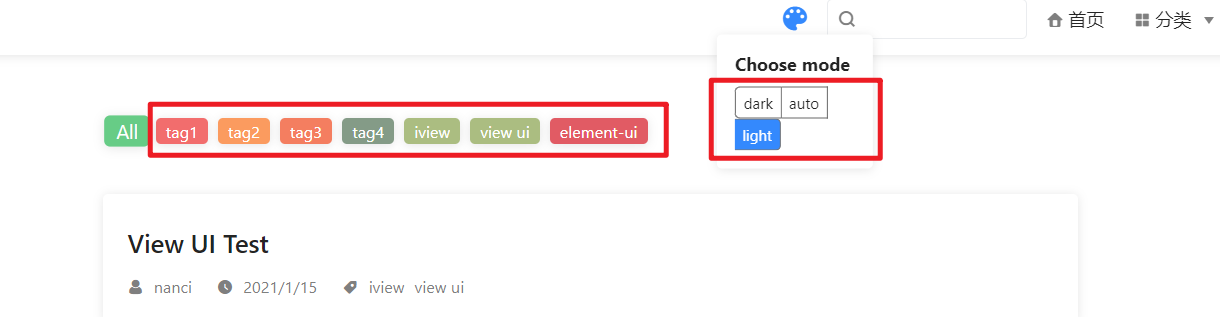 首页 分类
Choose mode
dark auto
light
All tag1 tag2 tag3 tag4 iview view ui element-ui
View UI Test
nanci 2021/1/15 iview view ui